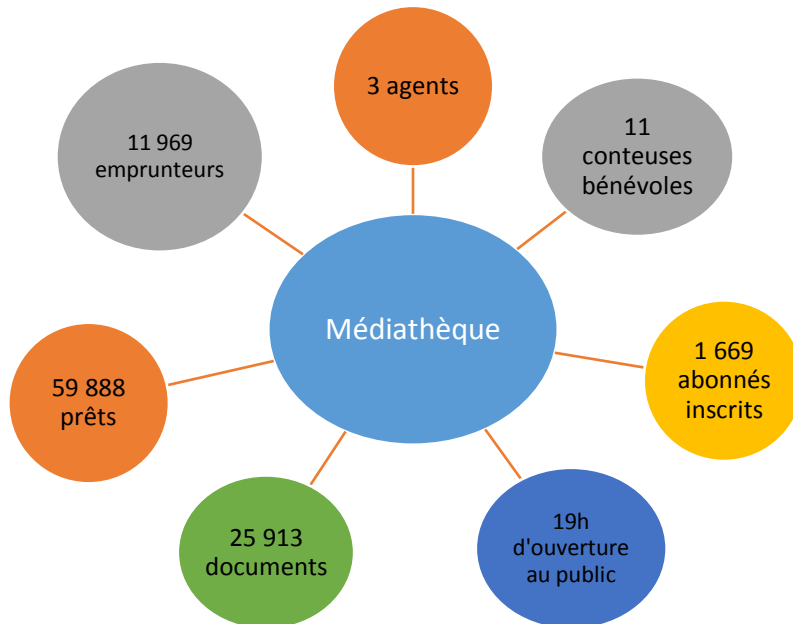 3 agents
11
conteuses
bénévoles
1 669
abonnés
inscrits
19h
d'ouverture
au public
25 913
documents
59 888
prêts
11 969
emprunteurs
Médiathèque